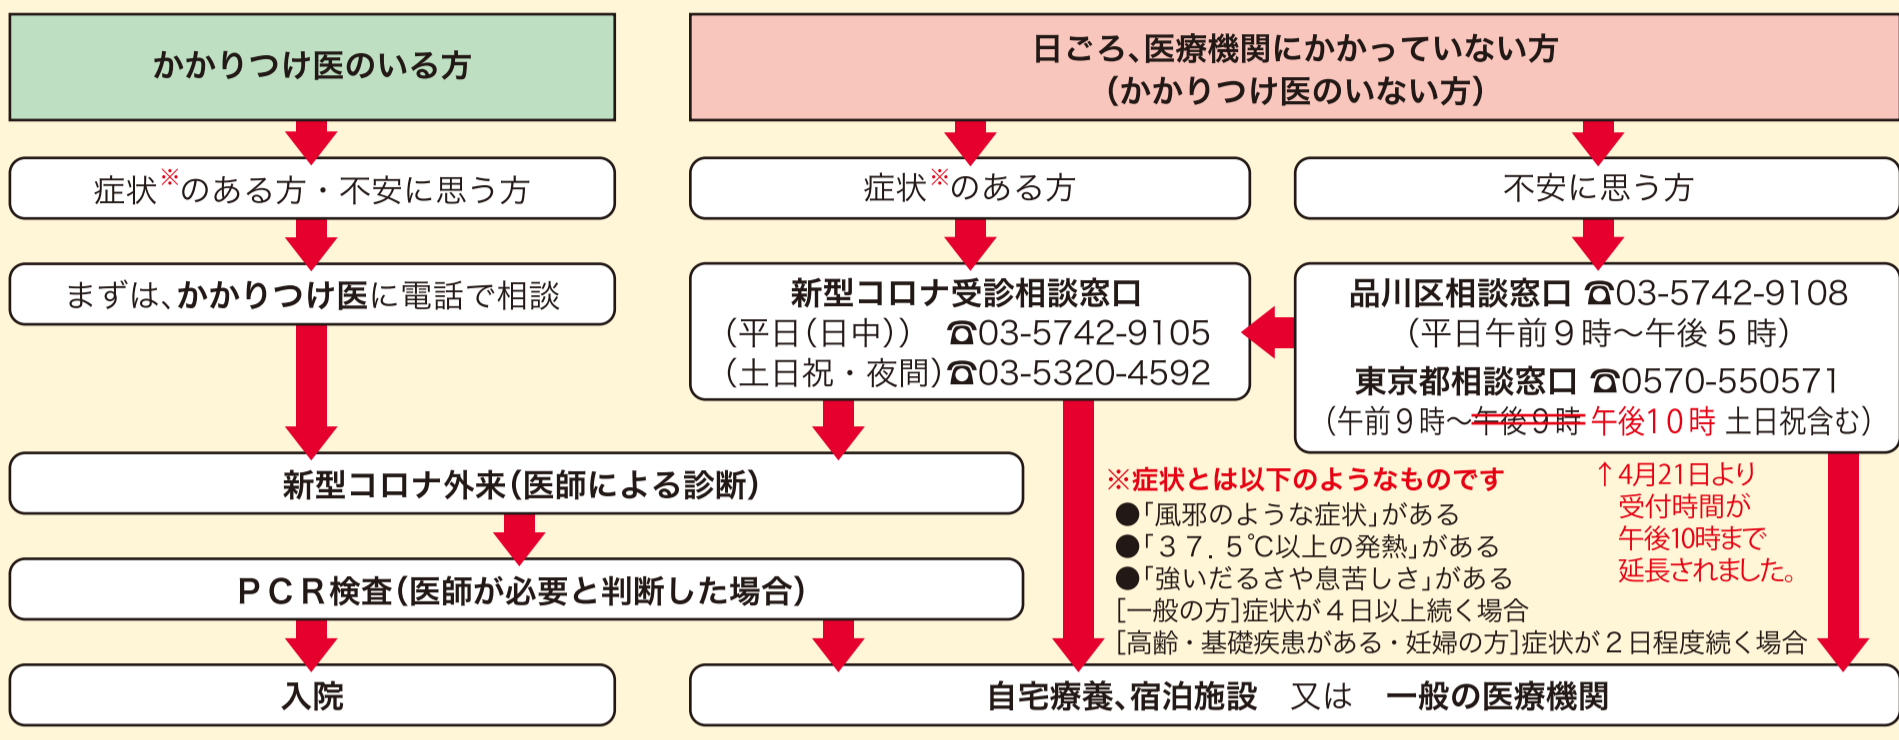 かかりつけ医のいる方
日ごろ、医療機関にかかっていない方
（かかりつけ医のいない方）
症状※のある方・不安に思う方
症状※のある方
不安に思う方
まずは、かかりつけ医に電話で相談
新型コロナ受診相談窓口
（平日（日中）） ☎03-5742-9105
（土日祝・夜間）☎03-5320-4592
品川区相談窓口 ☎03-5742-9108
（平日午前９時～午後５時）
東京都相談窓口 ☎0570-550571
（午前９時～午後９時 午後10時 土日祝含む）
新型コロナ外来（医師による診断）
※症状とは以下のようなものです
●「風邪のような症状」がある
●「３７．５℃以上の発熱」がある
●「強いだるさや息苦しさ」がある
［一般の方］症状が４日以上続く場合
［高齢・基礎疾患がある・妊婦の方］症状が２日程度続く場合
↑4月21日より
受付時間が
午後10時まで
延長されました。
ＰＣＲ検査（医師が必要と判断した場合）
入院
自宅療養、宿泊施設　又は　一般の医療機関